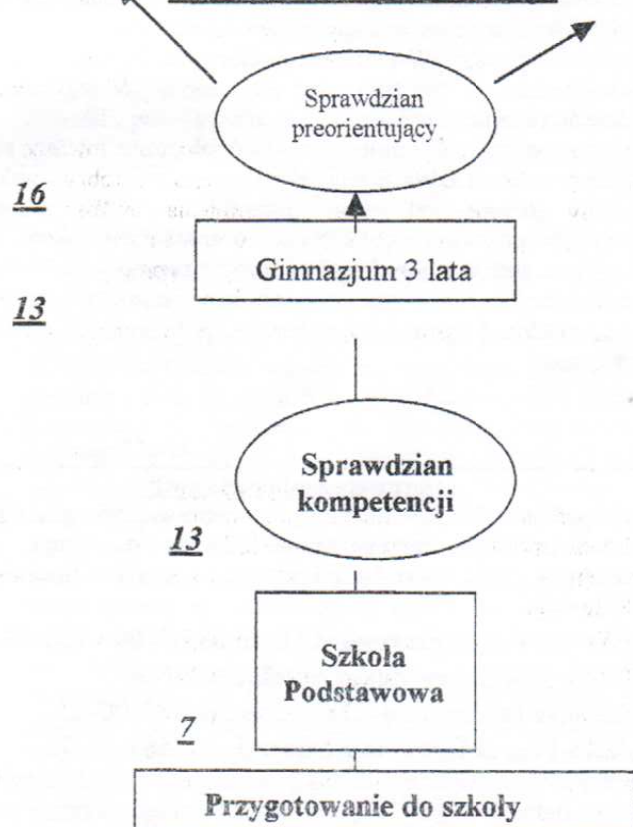 Sprawdzian
preorientujący
16
Gimnazjum 3 lata
13
Sprawdzian
kompetencji
13
Szkoła
Podstawowa
7
Przygotowanie do szkoły